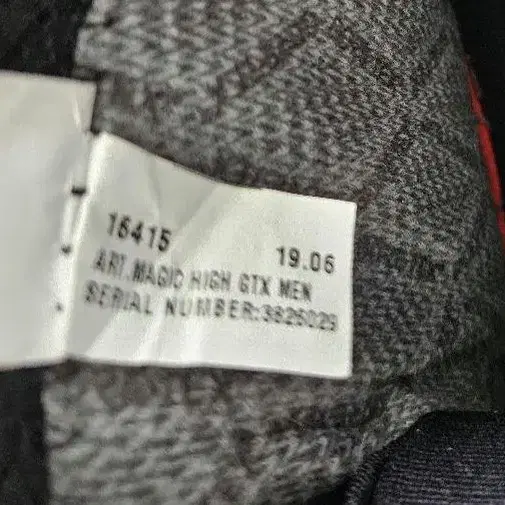 16415
19.06
ART.MAGIC HIGH GTX MEN
SERIAL NUMBER:3826029